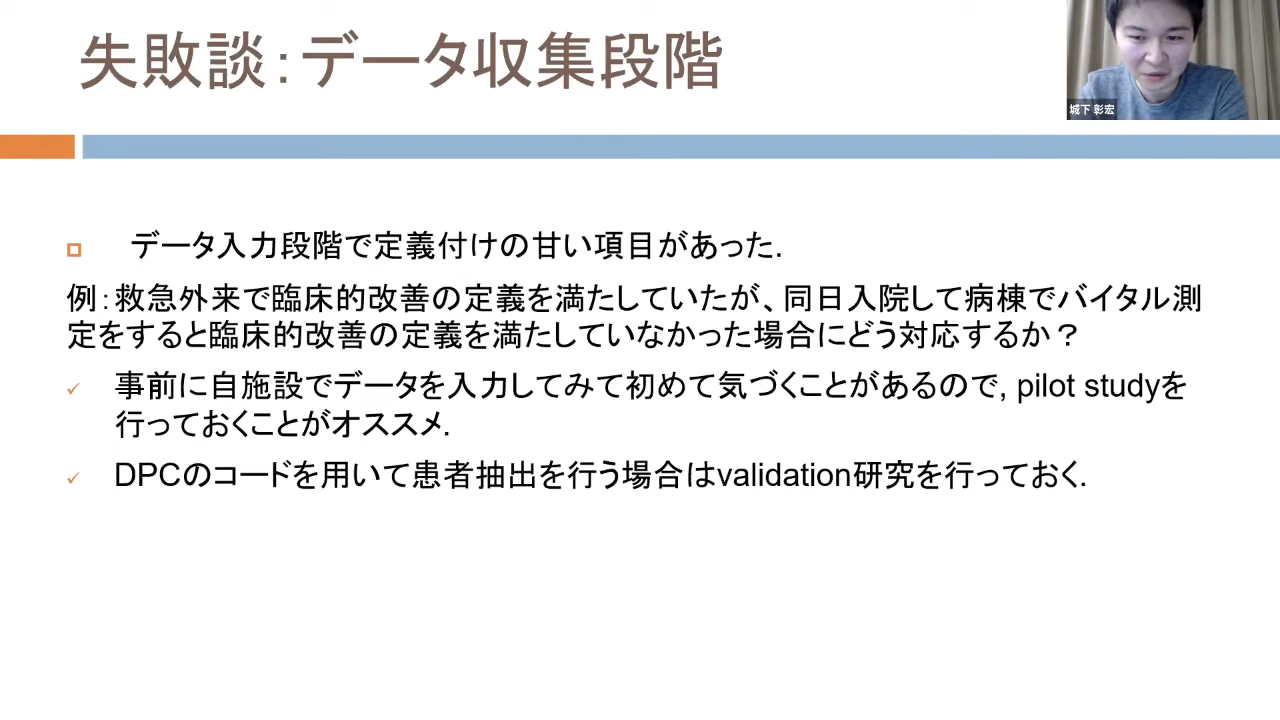 失敗談：データ収集段階
城下 彰宏
データ入力段階で定義付けの甘い項目があった.
例：救急外来で臨床的改善の定義を満たしていたが、同日入院して病棟でバイタル測
定をすると臨床的改善の定義を満たしていなかった場合にどう対応するか？
事前に自施設でデータを入力してみて初めて気づくことがあるので, pilot studyを
行っておくことがオススメ.
DPCのコードを用いて患者抽出を行う場合はvalidation研究を行っておく.